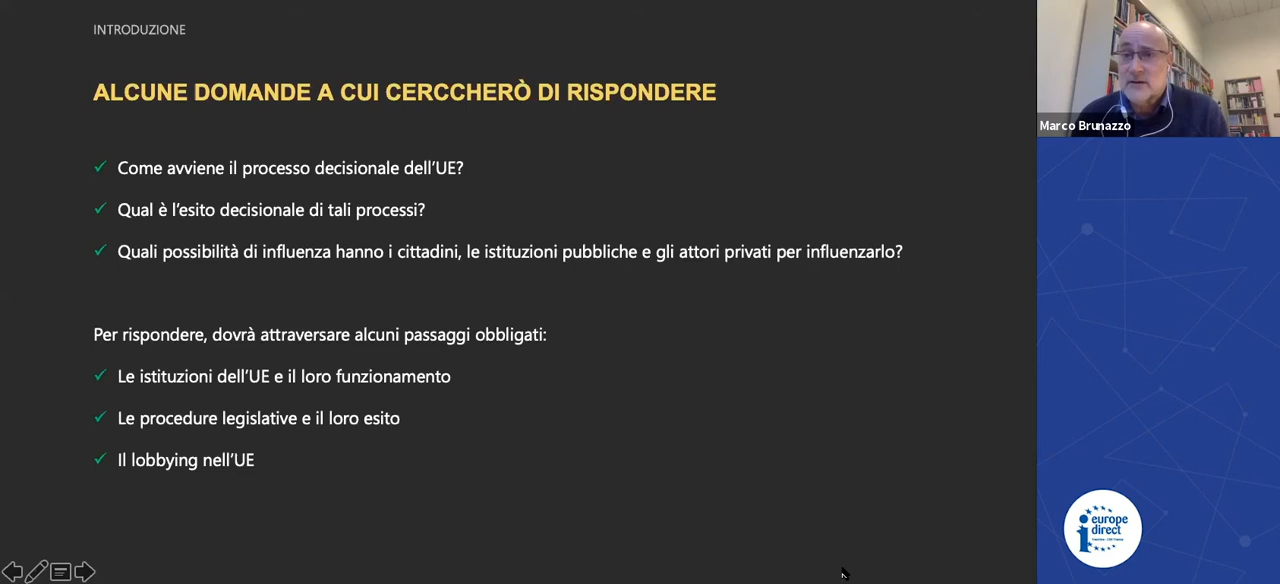 INTRODUZIONE
ALCUNE DOMANDE A CUI CERCCHERÒ DI RISPONDERE
✓ Come avviene il processo decisionale dell'UE?
✓ Qual è l'esito decisionale di tali processi?
✓ Quali possibilità di influenza hanno i cittadini, le istituzioni pubbliche e gli attori privati per influenzarlo?
Per rispondere, dovrà attraversare alcuni passaggi obbligati:
✓ Le istituzioni dell'UE e il loro funzionamento
✓ Le procedure legislative e il loro esito
✓ Il lobbying nell'UE
Marco Brunazzo
europe
direct